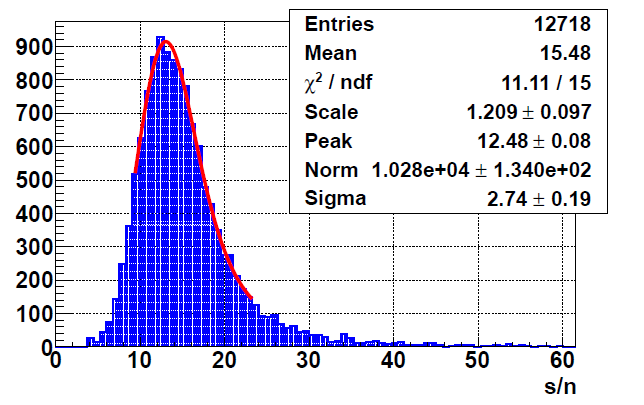 Entries 12718
Mean 15.48
χ² / ndf 11.11 / 15
Scale 1.209 ± 0.097
Peak 12.48 ± 0.08
Norm 1.028e+04 ± 1.340e+02
Sigma 2.74 ± 0.19
900
800
700
600
500
400
300
200
100
0
0 10 20 30 40 50 60
s/n